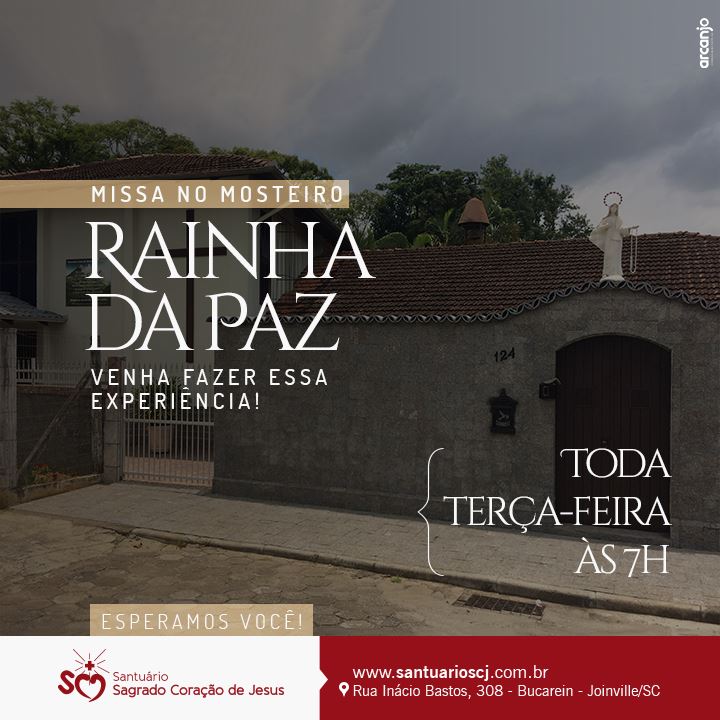 arcanjo
MISSA NO MOSTEIRO
RAINHA
DA PAZ
VENHA FAZER ESSA
EXPERIÊNCIA!
124
TODA
TERÇA-FEIRA
ÀS 7H
ESPERAMOS VOCÊ!
Santuário
Sagrado Coração de Jesus
www.santuarioscj.com.br
Rua Inácio Bastos, 308 - Bucarein - Joinville/SC